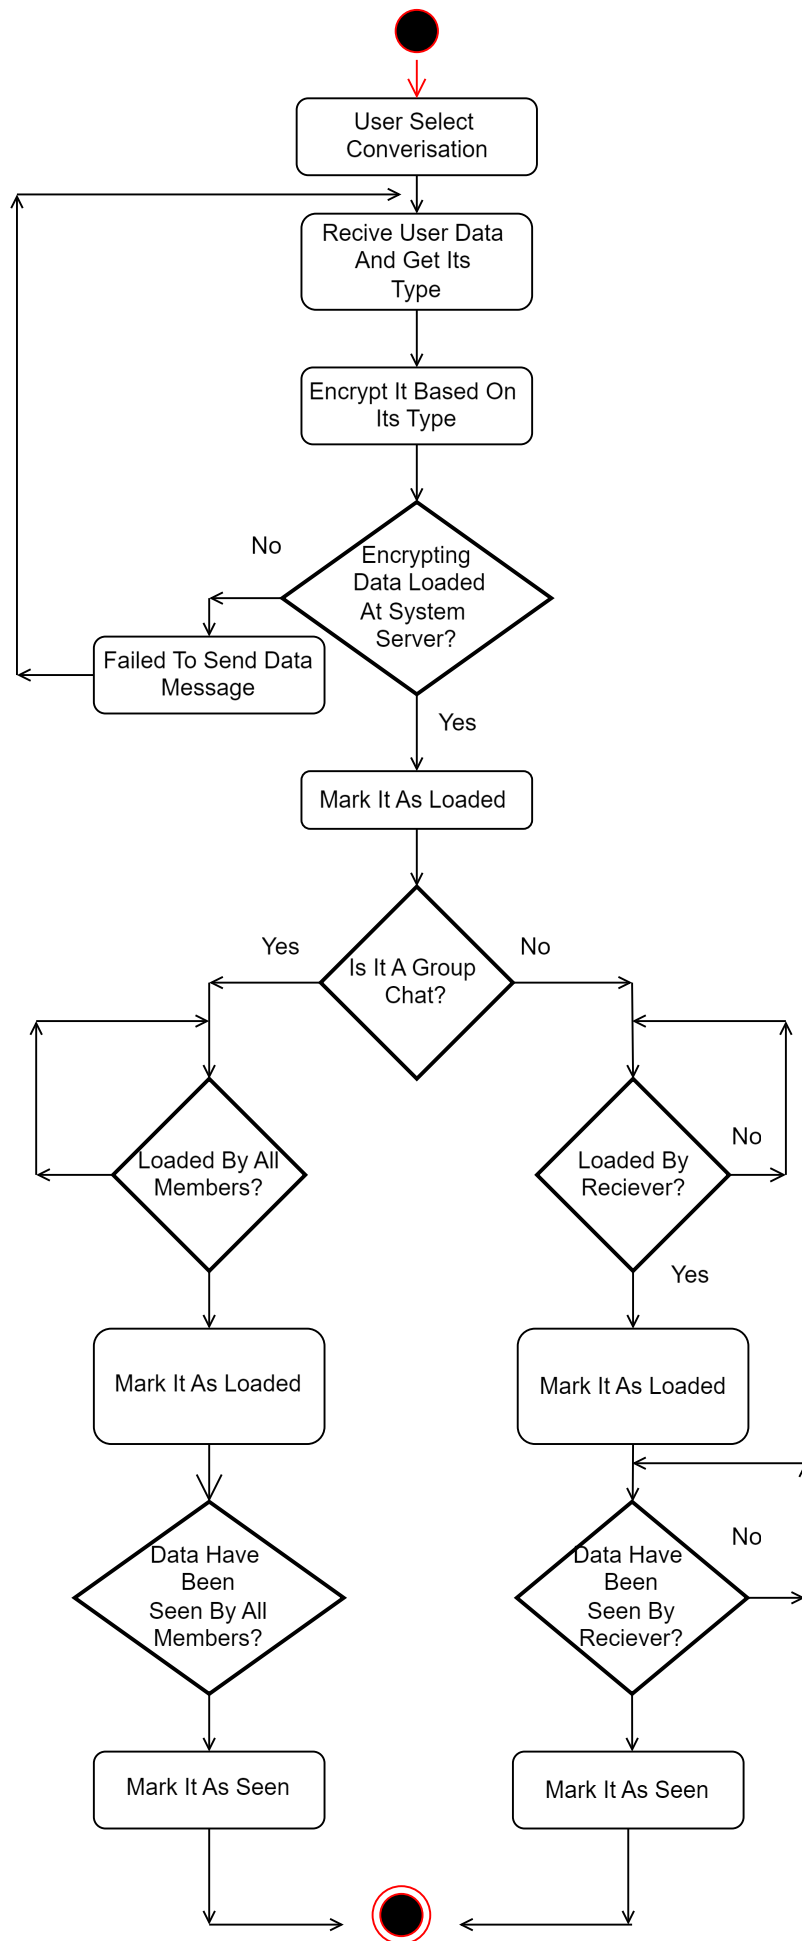 User Select
Converisation
Recive User Data
And Get Its
Type
Encrypt It Based On
Its Type
No
Encrypting
Data Loaded
At System
Server?
Failed To Send Data
Message
Yes
Mark It As Loaded
Yes
No
Is It A Group
Chat?
No
Loaded By All
Members?
Loaded By
Reciever?
Yes
Mark It As Loaded
Mark It As Loaded
No
Data Have
Been
Seen By All
Members?
Data Have
Been
Seen By
Reciever?
Mark It As Seen
Mark It As Seen